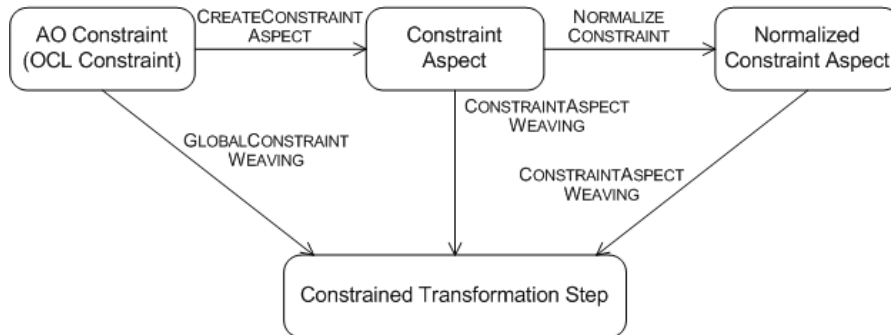 AO Constraint
(OCL Constraint)
CREATECONSTRAINT
ASPECT
Constraint
Aspect
NORMALIZE
CONSTRAINT
Normalized
Constraint Aspect
GLOBALCONSTRAINT
WEAVING
CONSTRAINTASPECT
WEAVING
CONSTRAINTASPECT
WEAVING
Constrained Transformation Step